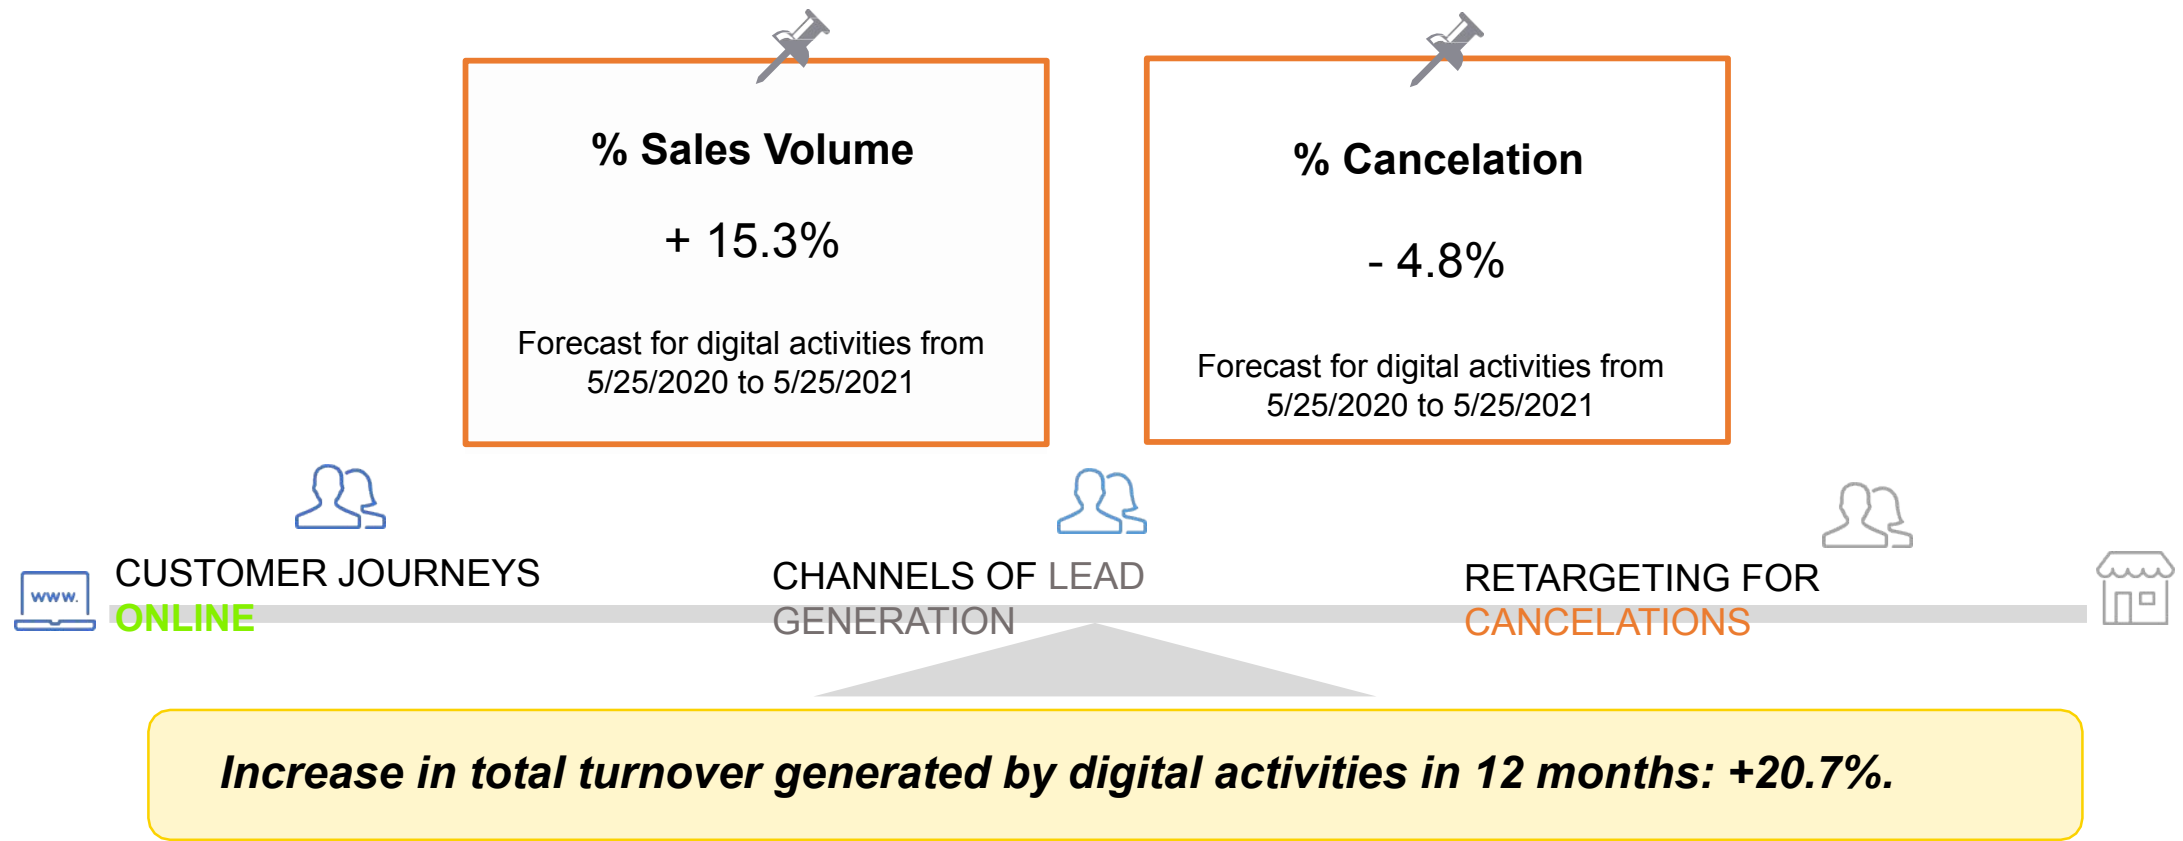 % Sales Volume
+ 15.3%
Forecast for digital activities from
5/25/2020 to 5/25/2021
% Cancelation
- 4.8%
Forecast for digital activities from
5/25/2020 to 5/25/2021
www.
CUSTOMER JOURNEYS
ONLINE
CHANNELS OF LEAD
GENERATION
RETARGETING FOR
CANCELATIONS
Increase in total turnover generated by digital activities in 12 months: +20.7%.